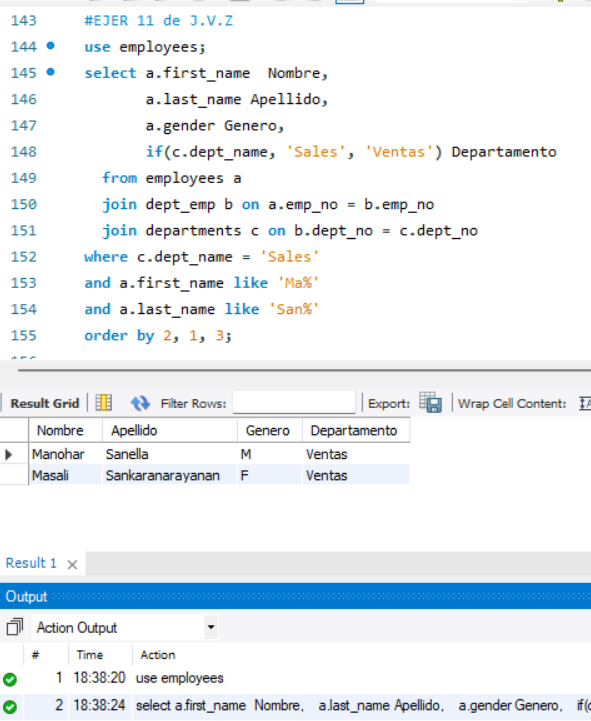 143 #EJER 11 de J.V.Z
144 use employees;
145 select a.first_name  Nombre,
146 a.last_name Apellido,
147 a.gender Genero,
148 if(c.dept_name, 'Sales', 'Ventas') Departamento
149 from employees a
150 join dept_emp b on a.emp_no = b.emp_no
151 join departments c on b.dept_no = c.dept_no
152 where c.dept_name = 'Sales'
153 and a.first_name like 'Ma%'
154 and a.last_name like 'San%'
155 order by 2, 1, 3;
Result Grid Filter Rows: Export: Wrap Cell Content:
Nombre Apellido Genero Departamento
Manohar Sanella M Ventas
Masali Sankaranarayanan F Ventas
Result 1 ×
Output
Action Output
# Time Action
1 18:38:20 use employees
2 18:38:24 select a.first_name  Nombre,  a.last_name Apellido,  a.gender Genero,